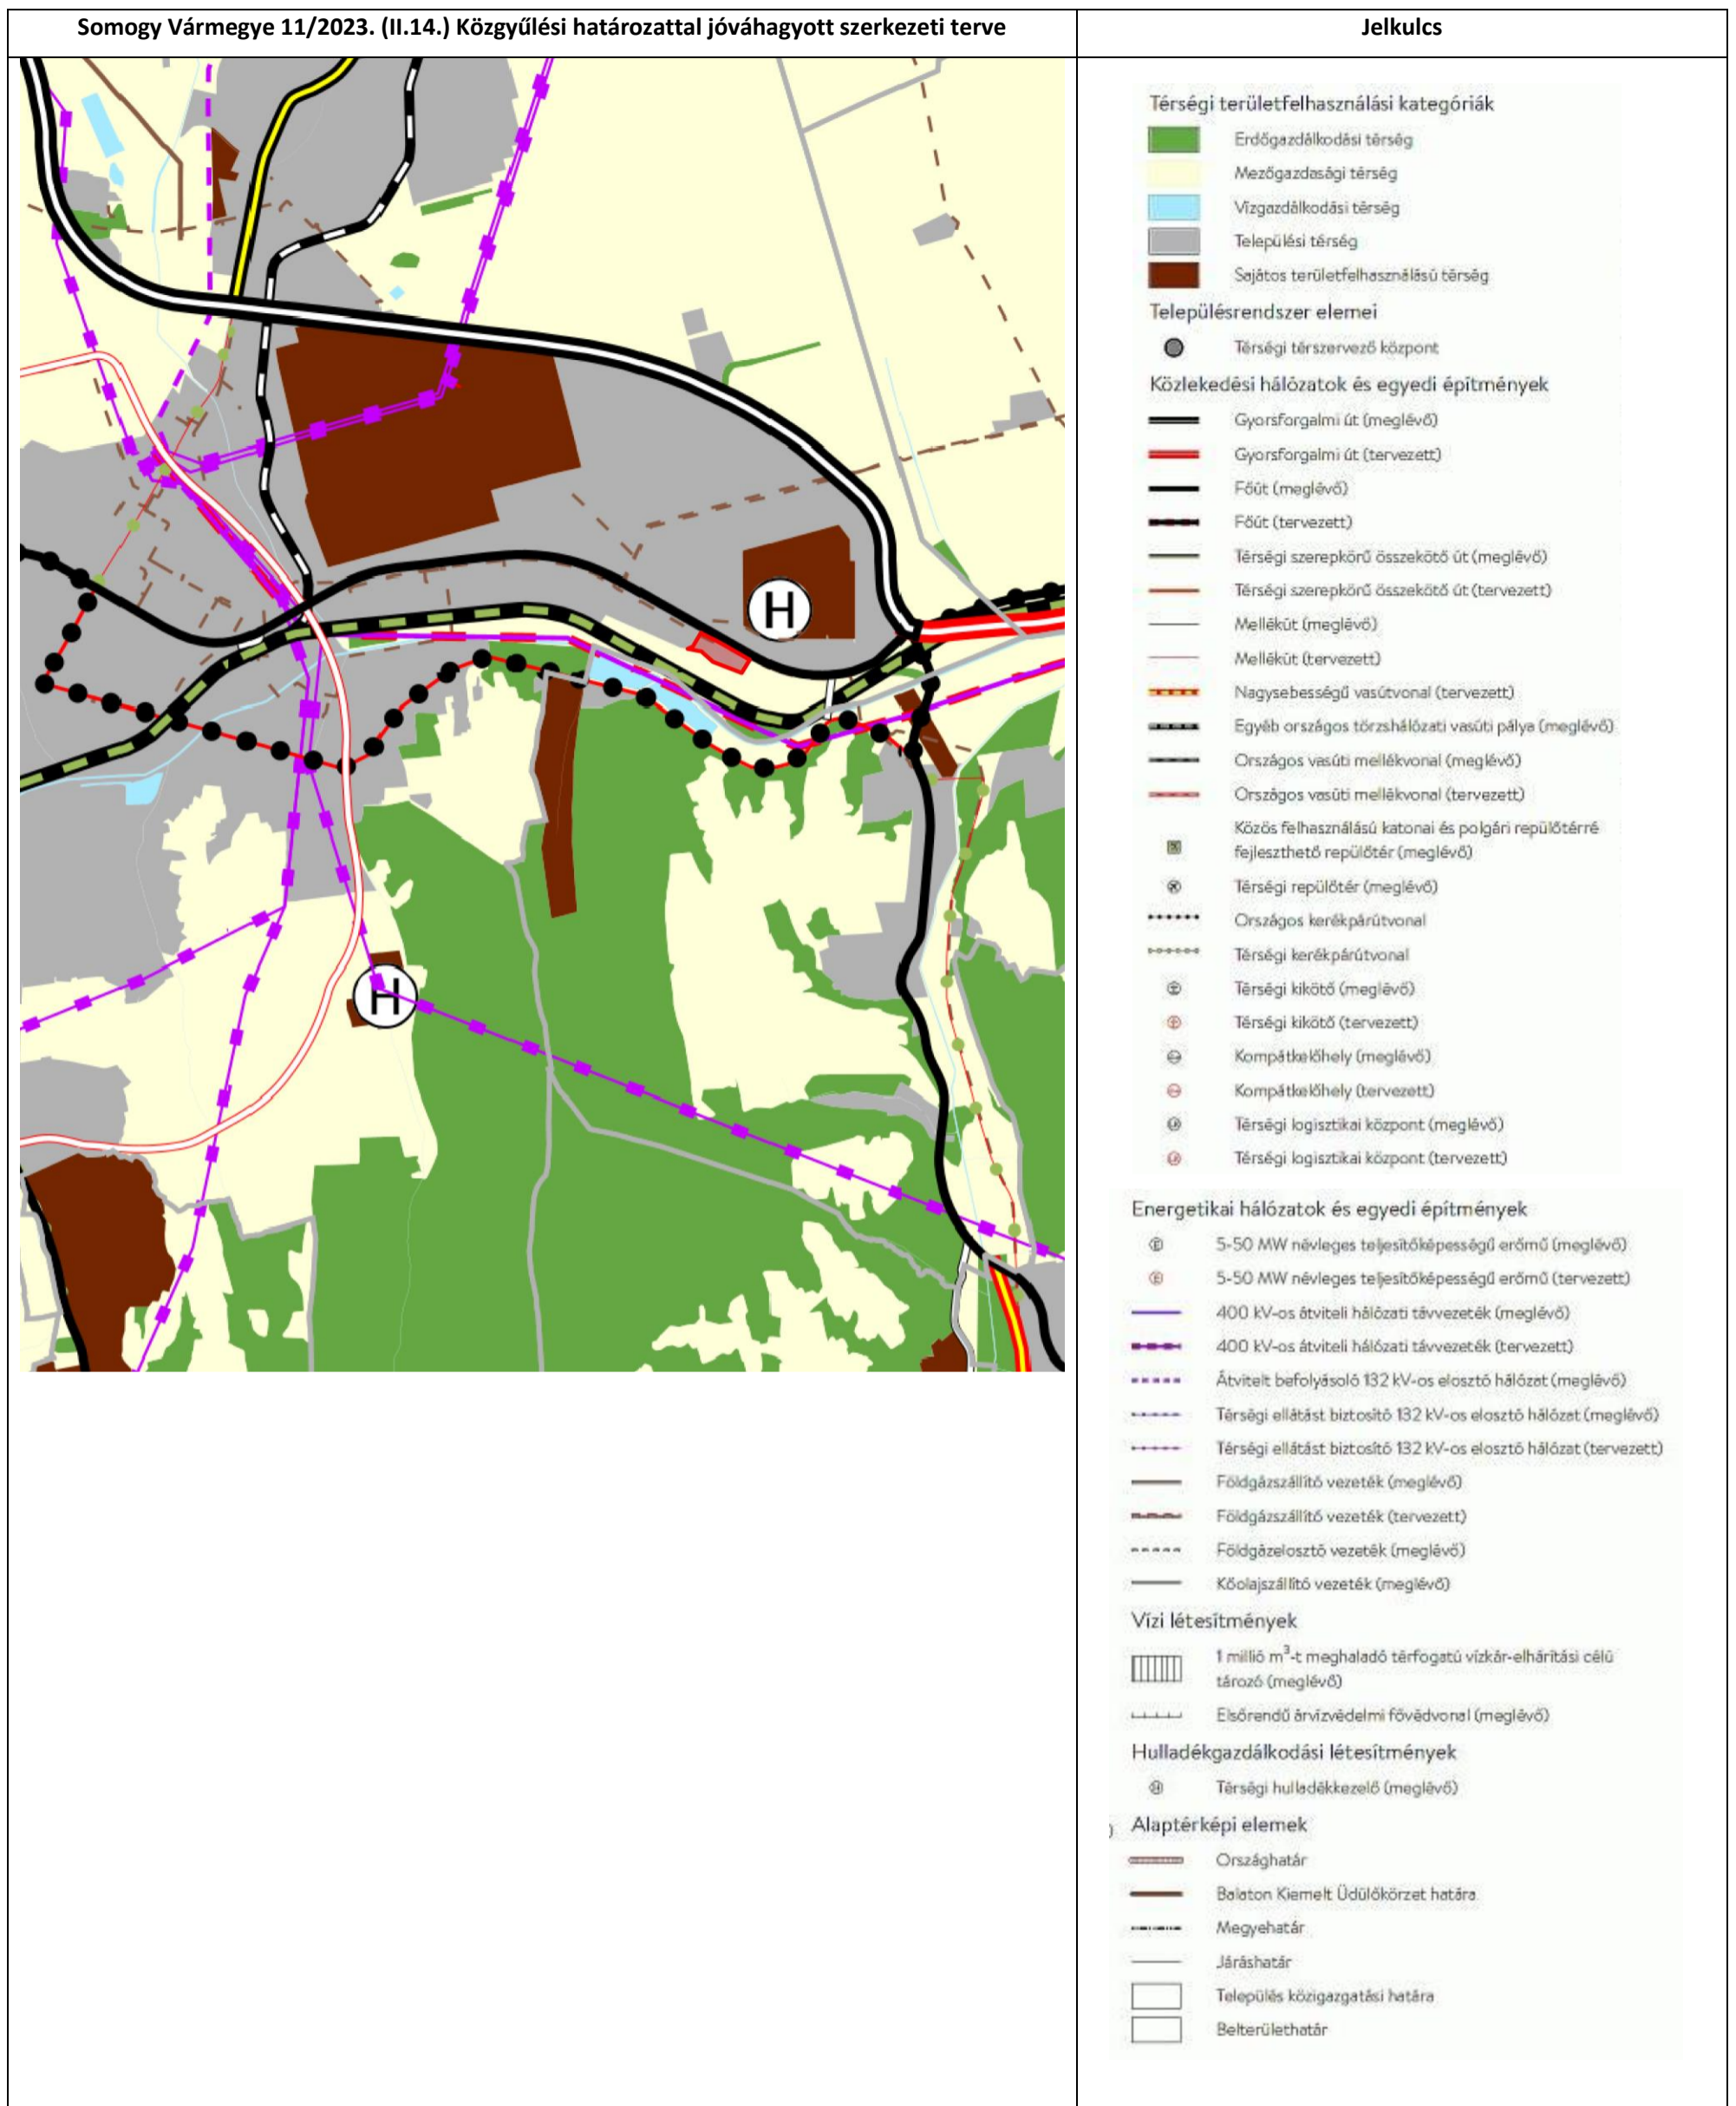 Somogy Vármegye 11/2023. (II.14.) Közgyűlési határozattal jóváhagyott szerkezeti terve
Jelkulcs
H
H
Térségi területfelhasználási kategóriák
Erdőgazdálkodási térség
Mezőgazdasági térség
Vízgazdálkodási térség
Települési térség
Sajátos területfelhasználású térség
Településrendszer elemei
Térségi térszervező központ
Közlekedési hálózatok és egyedi építmények
Gyorsforgalmi út (meglévő)
Gyorsforgalmi út (tervezett)
Főút (meglévő)
Főút (tervezett)
Térségi szerepkörű összekötő út (meglévő)
Térségi szerepkörű összekötő út (tervezett)
Mellékút (meglévő)
Mellékút (tervezett)
Nagysebességű vasútvonal (tervezett)
Egyéb országos törzshálózati vasúti pálya (meglévő)
Országos vasúti mellékvonal (meglévő)
Országos vasúti mellékvonal (tervezett)
Közös felhasználású katonai és polgári repülőtérré
fejleszthető repülőtér (meglévő)
Térségi repülőtér (meglévő)
Országos kerékpárútvonal
Térségi kerékpárútvonal
Térségi kikötő (meglévő)
Térségi kikötő (tervezett)
Kompátkelőhely (meglévő)
Kompátkelőhely (tervezett)
Térségi logisztikai központ (meglévő)
Térségi logisztikai központ (tervezett)
Energetikai hálózatok és egyedi építmények
5-50 MW névleges teljesítőképességű erőmű (meglévő)
5-50 MW névleges teljesítőképességű erőmű (tervezett)
400 kV-os átviteli hálózati távvezeték (meglévő)
400 kV-os átviteli hálózati távvezeték (tervezett)
Átvitelt befolyásoló 132 kV-os elosztó hálózat (meglévő)
Térségi ellátást biztosító 132 kV-os elosztó hálózat (meglévő)
Térségi ellátást biztosító 132 kV-os elosztó hálózat (tervezett)
Földgázszállító vezeték (meglévő)
Földgázszállító vezeték (tervezett)
Földgázelosztó vezeték (meglévő)
Kőolajszállító vezeték (meglévő)
Vízi létesítmények
1 millió m³-t meghaladó térfogatú vízkár-elhárítási célú
tározó (meglévő)
Elsőrendű árvízvédelmi fővédvonal (meglévő)
Hulladékgazdálkodási létesítmények
Térségi hulladékkezelő (meglévő)
) Alaptérképi elemek
Országhatár
Balaton Kiemelt Üdülőkörzet határa
Megyehatár
Járáshatár
Település közigazgatási határa
Belterülethatár